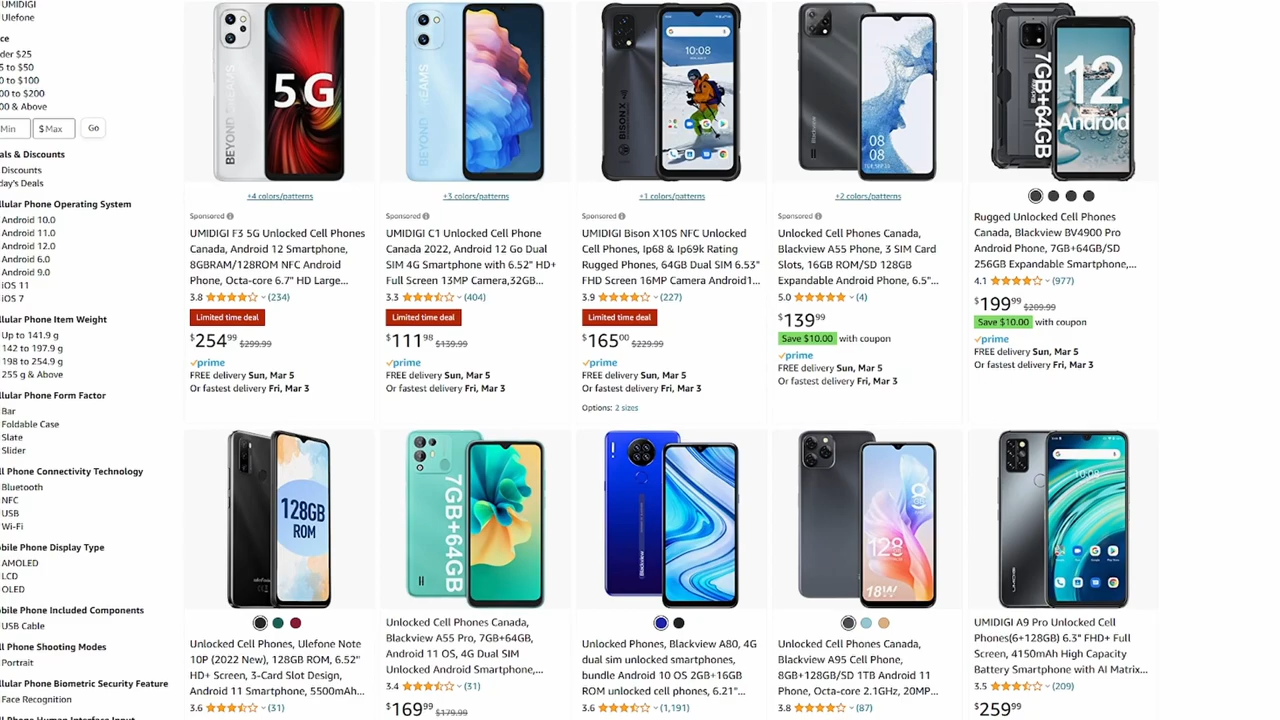 UMIDIGI
Ulefone
ce
der $25
5 to $50
0 to $100
00 to $200
00 & Above
Min
$ Max
Go
als & Discounts
Discounts
day's Deals
llular Phone Operating System
Android 10.0
Android 11.0
Android 12.0
Android 6.0
Android 9.0
iOS 11
iOS 7
llular Phone Item Weight
Up to 141.9 g
142 to 197.9 g
198 to 254.9 g
255 g & Above
llular Phone Form Factor
Bar
Foldable Case
Slate
Slider
ll Phone Connectivity Technology
Bluetooth
NFC
USB
Wi-Fi
obile Phone Display Type
AMOLED
LCD
OLED
obile Phone Included Components
USB Cable
ll Phone Shooting Modes
Portrait
llular Phone Biometric Security Feature
Face Recognition
ll Phone Human Interface Input
BEYOND DREAMS
5G
+4 colors/patterns
Sponsored
UMIDIGI F3 5G Unlocked Cell Phones
Canada, Android 12 Smartphone,
8GBRAM/128ROM NFC Android
Phone, Octa-core 6.7" HD Large...
3.8 (234)
Limited time deal
$254.99 $299.99
prime
FREE delivery Sun, Mar 5
Or fastest delivery Fri, Mar 3
BEYOND DREAMS
+3 colors/patterns
Sponsored
UMIDIGI C1 Unlocked Cell Phone
Canada 2022, Android 12 Go Dual
SIM 4G Smartphone with 6.52" HD+
Full Screen 13MP Camera,32GB...
3.3 (404)
Limited time deal
$111.98 $139.99
prime
FREE delivery Sun, Mar 5
Or fastest delivery Fri, Mar 3
BISON X
10:08
+1 colors/patterns
Sponsored
UMIDIGI Bison X10S NFC Unlocked
Cell Phones, Ip68 & Ip69k Rating
Rugged Phones, 64GB Dual SIM 6.53"
FHD Screen 16MP Camera Android1...
3.9 (227)
Limited time deal
$165.00 $229.99
prime
FREE delivery Sun, Mar 5
Or fastest delivery Fri, Mar 3
Options: 2 sizes
Blackview
08
08
+2 colors/patterns
Sponsored
Unlocked Cell Phones Canada,
Blackview A55 Phone, 3 SIM Card
Slots, 16GB ROM/SD 128GB
Expandable Android Phone, 6.5"...
5.0 (4)
$139.99
Save $10.00 with coupon
prime
FREE delivery Sun, Mar 5
Or fastest delivery Fri, Mar 3
7GB+64GB
12
Android
Rugged Unlocked Cell Phones
Canada, Blackview BV4900 Pro
Android Phone, 7GB+64GB/SD
256GB Expandable Smartphone,...
4.1 (977)
$199.99 $209.99
Save $10.00 with coupon
prime
FREE delivery Sun, Mar 5
Or fastest delivery Fri, Mar 3
128GB
ROM
Unlocked Cell Phones, Ulefone Note
10P (2022 New), 128GB ROM, 6.52"
HD+ Screen, 3-Card Slot Design,
Android 11 Smartphone, 5500mAh...
3.6 (31)
7GB+64GB
Unlocked Cell Phones Canada,
Blackview A55 Pro, 7GB+64GB,
Android 11 OS, 4G Dual SIM
Unlocked Android Smartphone,...
3.4 (31)
$169.99 $179.99
Blackview
Unlocked Phones, Blackview A80, 4G
dual sim unlocked smartphones,
bundle Android 10 OS 2GB+16GB
ROM unlocked cell phones, 6.21"...
3.6 (1,191)
128
18W
Unlocked Cell Phones Canada,
Blackview A95 Cell Phone,
8GB+128GB/SD 1TB Android 11
Phone, Octa-core 2.1GHz, 20MP...
3.8 (87)
UMIDIGI
10:09
UMIDIGI A9 Pro Unlocked Cell
Phones(6+128GB) 6.3" FHD+ Full
Screen, 4150mAh High Capacity
Battery Smartphone with AI Matrix...
3.5 (209)
$259.99